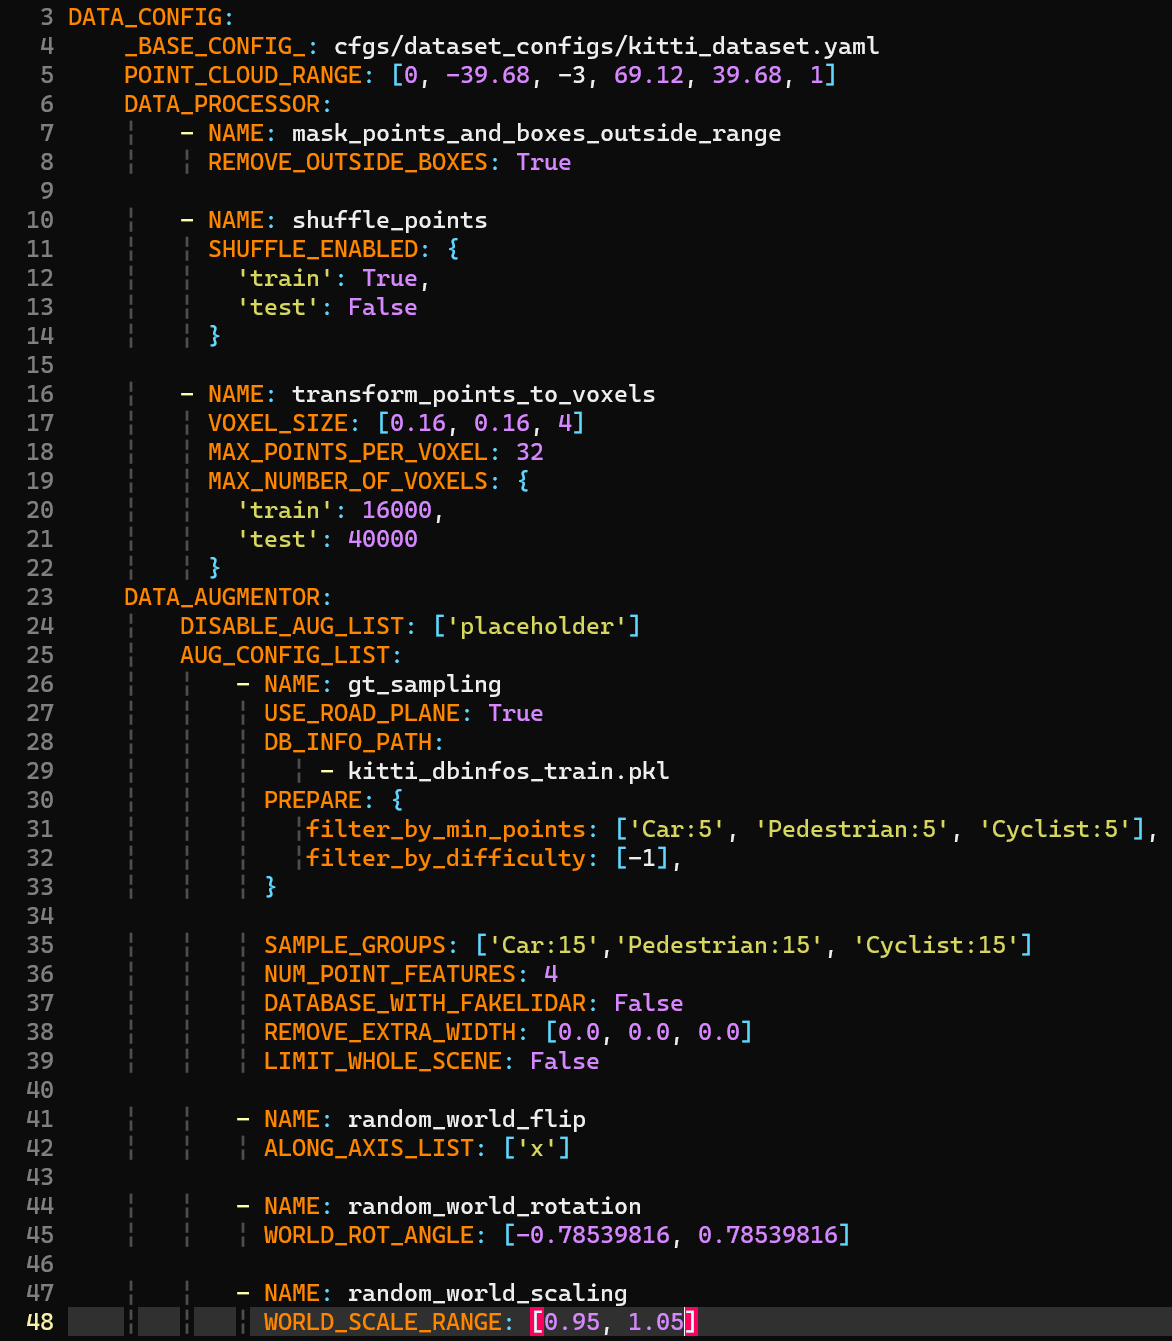 3 DATA_CONFIG:
4     _BASE_CONFIG_: cfgs/dataset_configs/kitti_dataset.yaml
5     POINT_CLOUD_RANGE: [0, -39.68, -3, 69.12, 39.68, 1]
6     DATA_PROCESSOR:
7         - NAME: mask_points_and_boxes_outside_range
8           REMOVE_OUTSIDE_BOXES: True
9
10         - NAME: shuffle_points
11           SHUFFLE_ENABLED: {
12             'train': True,
13             'test': False
14           }
15
16         - NAME: transform_points_to_voxels
17           VOXEL_SIZE: [0.16, 0.16, 4]
18           MAX_POINTS_PER_VOXEL: 32
19           MAX_NUMBER_OF_VOXELS: {
20             'train': 16000,
21             'test': 40000
22           }
23     DATA_AUGMENTOR:
24         DISABLE_AUG_LIST: ['placeholder']
25         AUG_CONFIG_LIST:
26             - NAME: gt_sampling
27               USE_ROAD_PLANE: True
28               DB_INFO_PATH:
29                   - kitti_dbinfos_train.pkl
30               PREPARE: {
31                  filter_by_min_points: ['Car:5', 'Pedestrian:5', 'Cyclist:5'],
32                  filter_by_difficulty: [-1],
33               }
34
35               SAMPLE_GROUPS: ['Car:15','Pedestrian:15', 'Cyclist:15']
36               NUM_POINT_FEATURES: 4
37               DATABASE_WITH_FAKELIDAR: False
38               REMOVE_EXTRA_WIDTH: [0.0, 0.0, 0.0]
39               LIMIT_WHOLE_SCENE: False
40
41             - NAME: random_world_flip
42               ALONG_AXIS_LIST: ['x']
43
44             - NAME: random_world_rotation
45               WORLD_ROT_ANGLE: [-0.78539816, 0.78539816]
46
47             - NAME: random_world_scaling
48               WORLD_SCALE_RANGE: [0.95, 1.05]